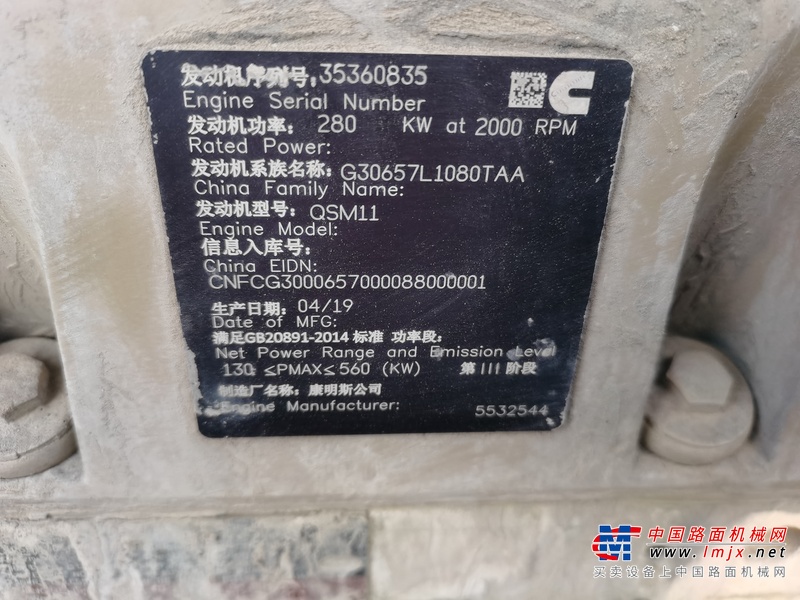 发动机序列号: 35360835
Engine Serial Number
发动机功率: 280 KW at 2000 RPM
Rated Power:
发动机系族名称: G30657L1080TAA
China Family Name:
发动机型号: QSM11
Engine Model:
信息入库号:
China EIDN:
CNFCG3000657000088000001
生产日期: 04/19
Date of MFG:
满足GB20891-2014 标准 功率段:
Net Power Range and Emission Level
130 ≤PMAX≤ 560 (KW) 第 III 阶段
制造厂名称: 康明斯公司
Engine Manufacturer: 5532544
中国路面机械网
www.lmjx.net
买卖设备上中国路面机械网